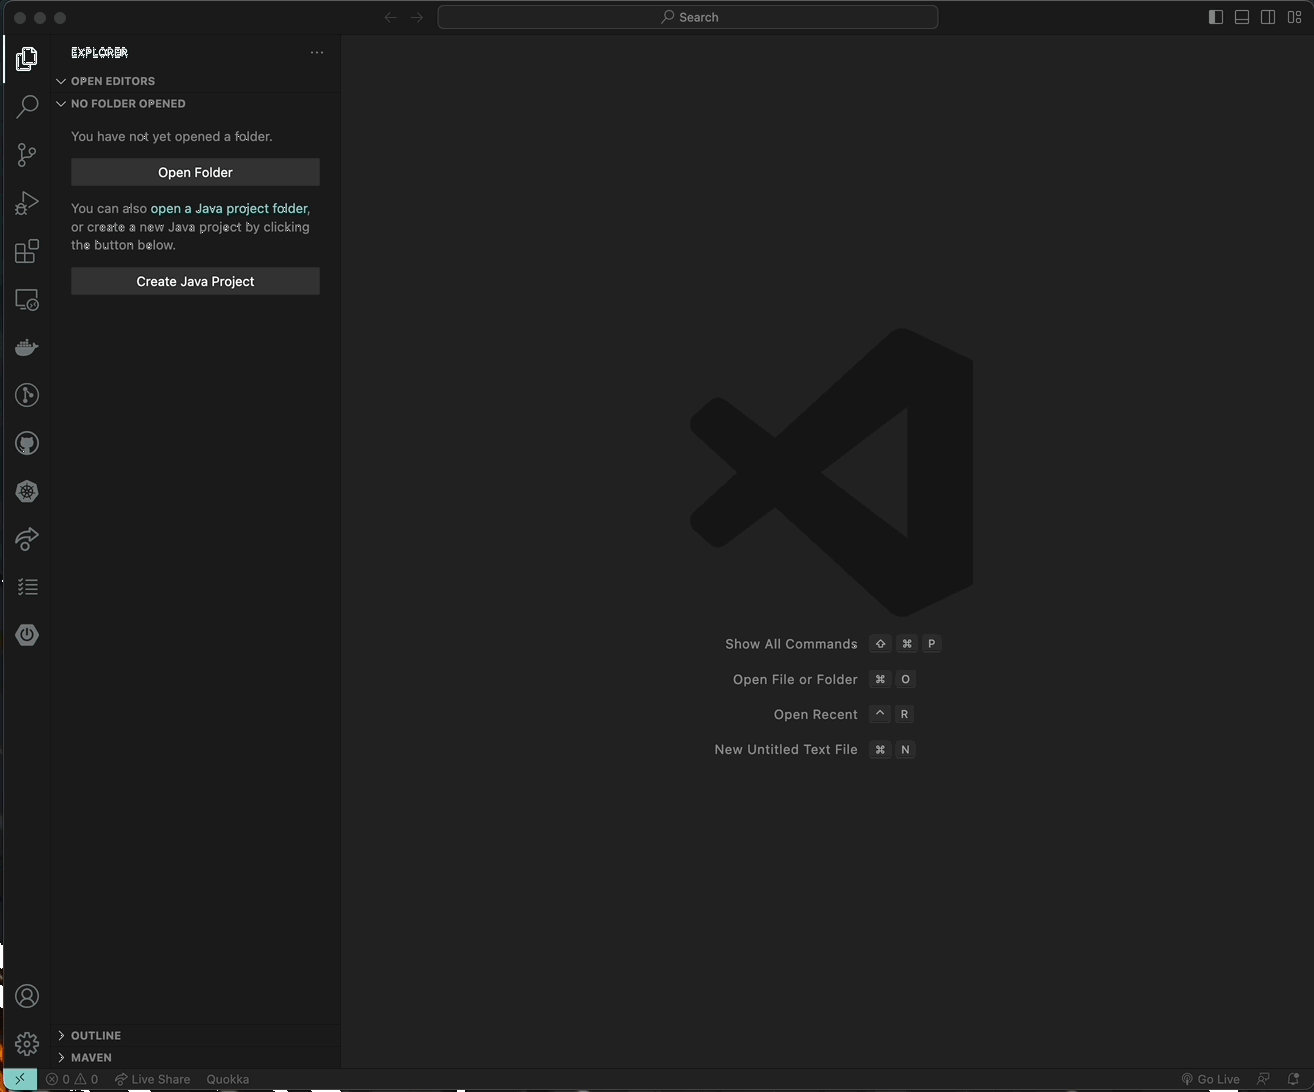 Search
EXPLORER
OPEN EDITORS
NO FOLDER OPENED
You have not yet opened a folder.
Open Folder
You can also open a Java project folder,
or create a new Java project by clicking
the button below.
Create Java Project
Show All Commands ⇧ ⌘ P
Open File or Folder ⌘ O
Open Recent ^ R
New Untitled Text File ⌘ N
OUTLINE
MAVEN
0 0 Live Share Quokka Go Live